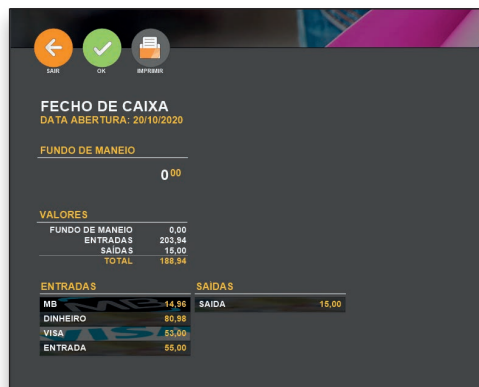 SAIR OK IMPRIMIR
FECHO DE CAIXA
DATA ABERTURA: 20/10/2020
FUNDO DE MANEIO
0 00
VALORES
FUNDO DE MANEIO 0,00
ENTRADAS 203,94
SAÍDAS 15,00
TOTAL 188,94
ENTRADAS SAÍDAS
MB 14,96 SAIDA 15,00
DINHEIRO 80,98
VISA 53,00
ENTRADA 55,00